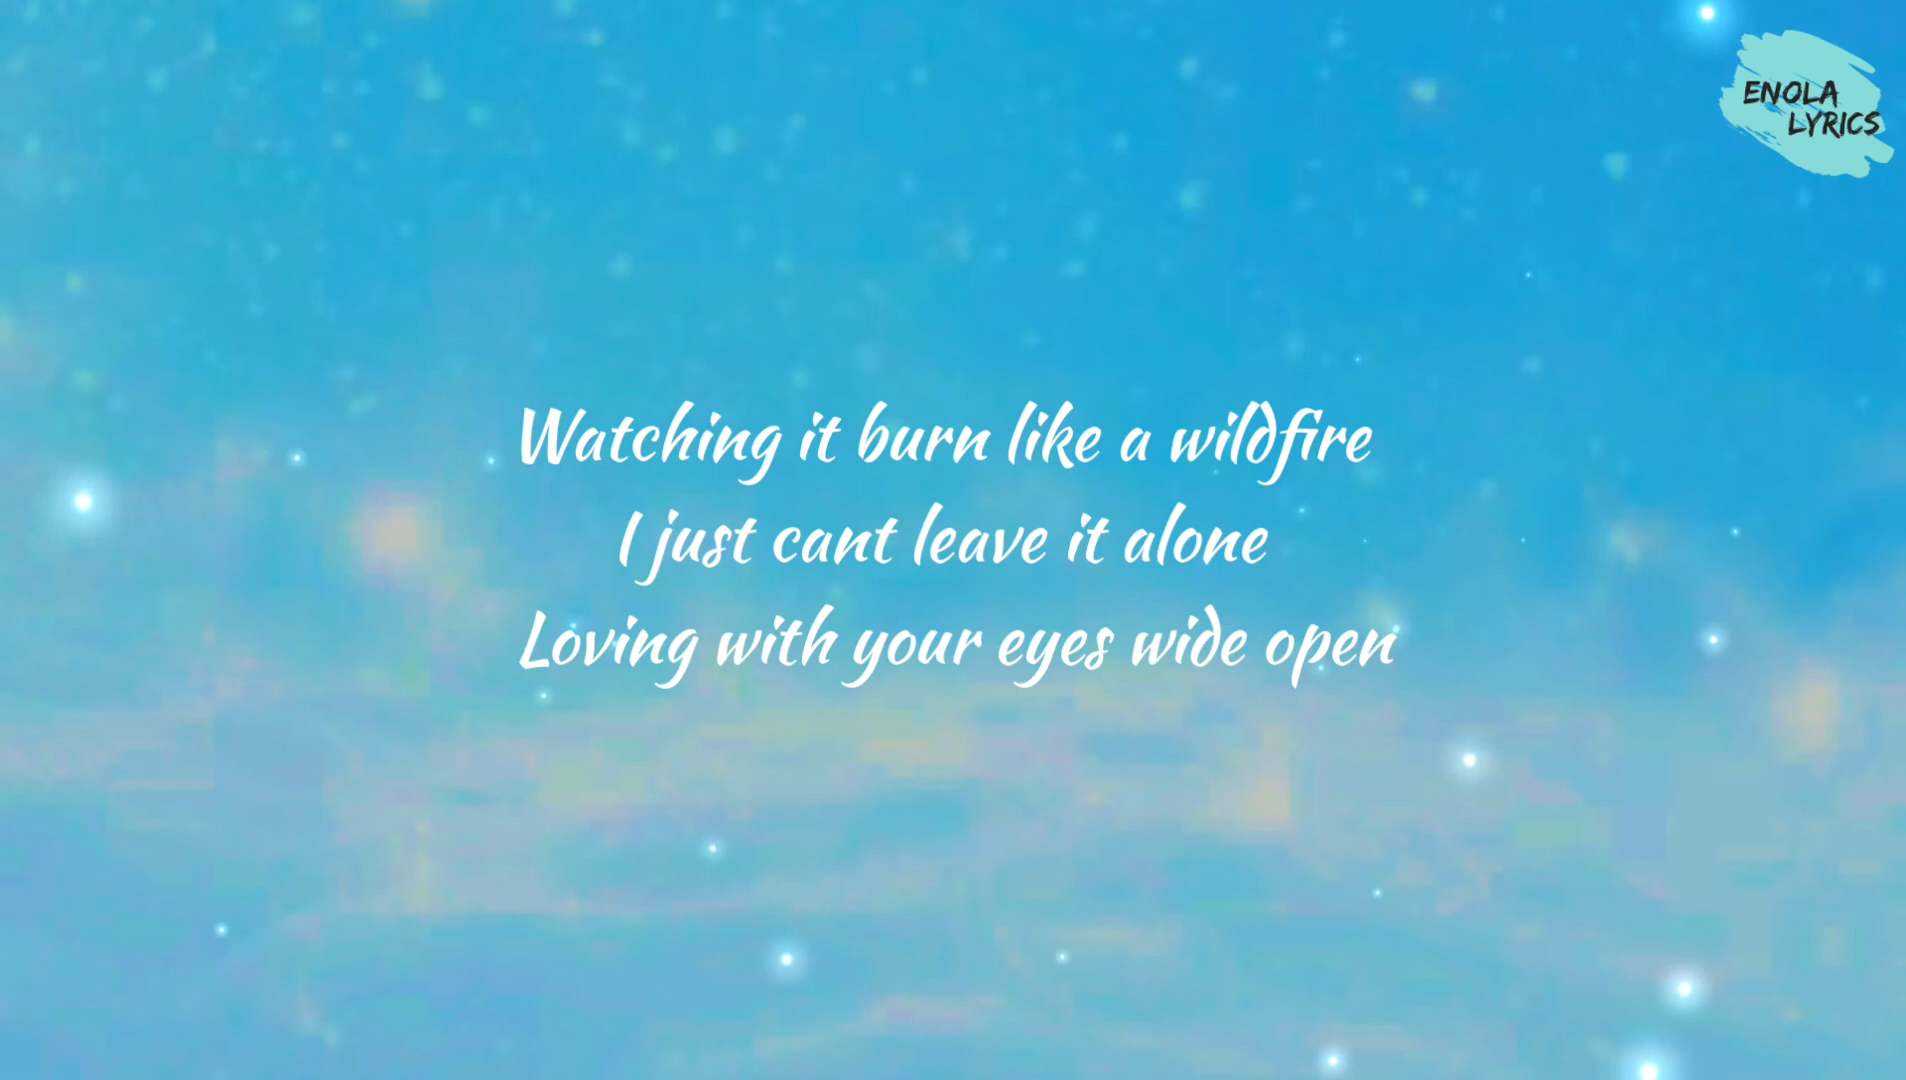 ENOLA
LYRICS
Watching it burn like a wildfire
I just cant leave it alone
Loving with your eyes wide open